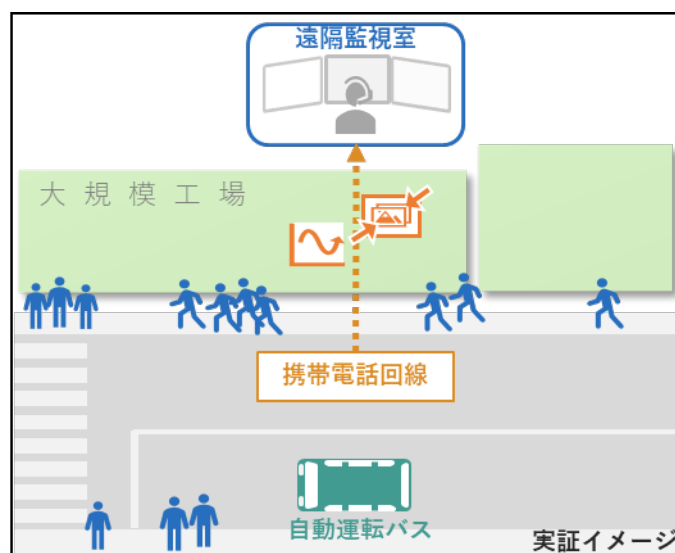 遠隔監視室
大規模工場
携帯電話回線
自動運転バス
実証イメージ